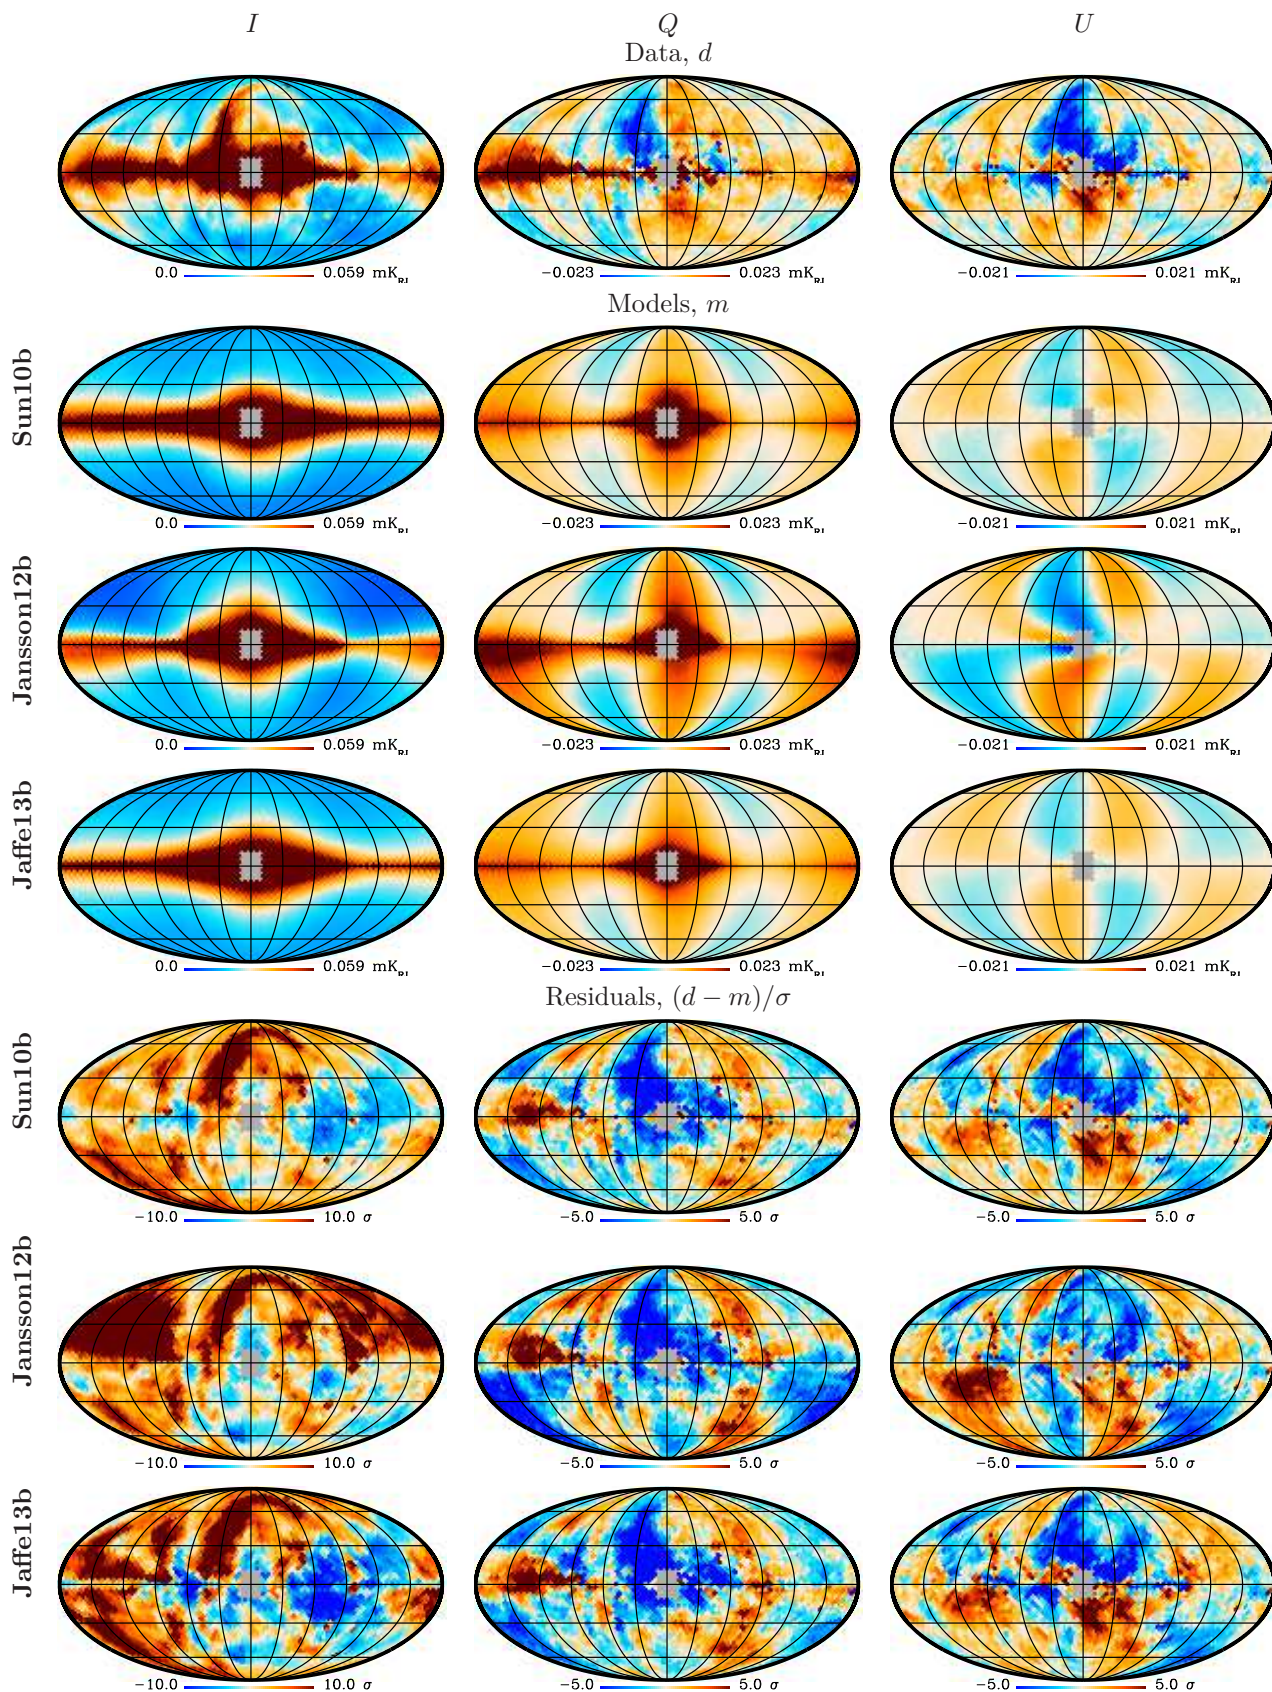 I Q U
Data, d
0.0 0.059 mK_RJ -0.023 0.023 mK_RJ -0.021 0.021 mK_RJ
Models, m
Sun10b
0.0 0.059 mK_RJ -0.023 0.023 mK_RJ -0.021 0.021 mK_RJ
Jansson12b
0.0 0.059 mK_RJ -0.023 0.023 mK_RJ -0.021 0.021 mK_RJ
Jaffe13b
0.0 0.059 mK_RJ -0.023 0.023 mK_RJ -0.021 0.021 mK_RJ
Residuals, (d − m)/σ
Sun10b
-10.0 10.0 σ -5.0 5.0 σ -5.0 5.0 σ
Jansson12b
-10.0 10.0 σ -5.0 5.0 σ -5.0 5.0 σ
Jaffe13b
-10.0 10.0 σ -5.0 5.0 σ -5.0 5.0 σ